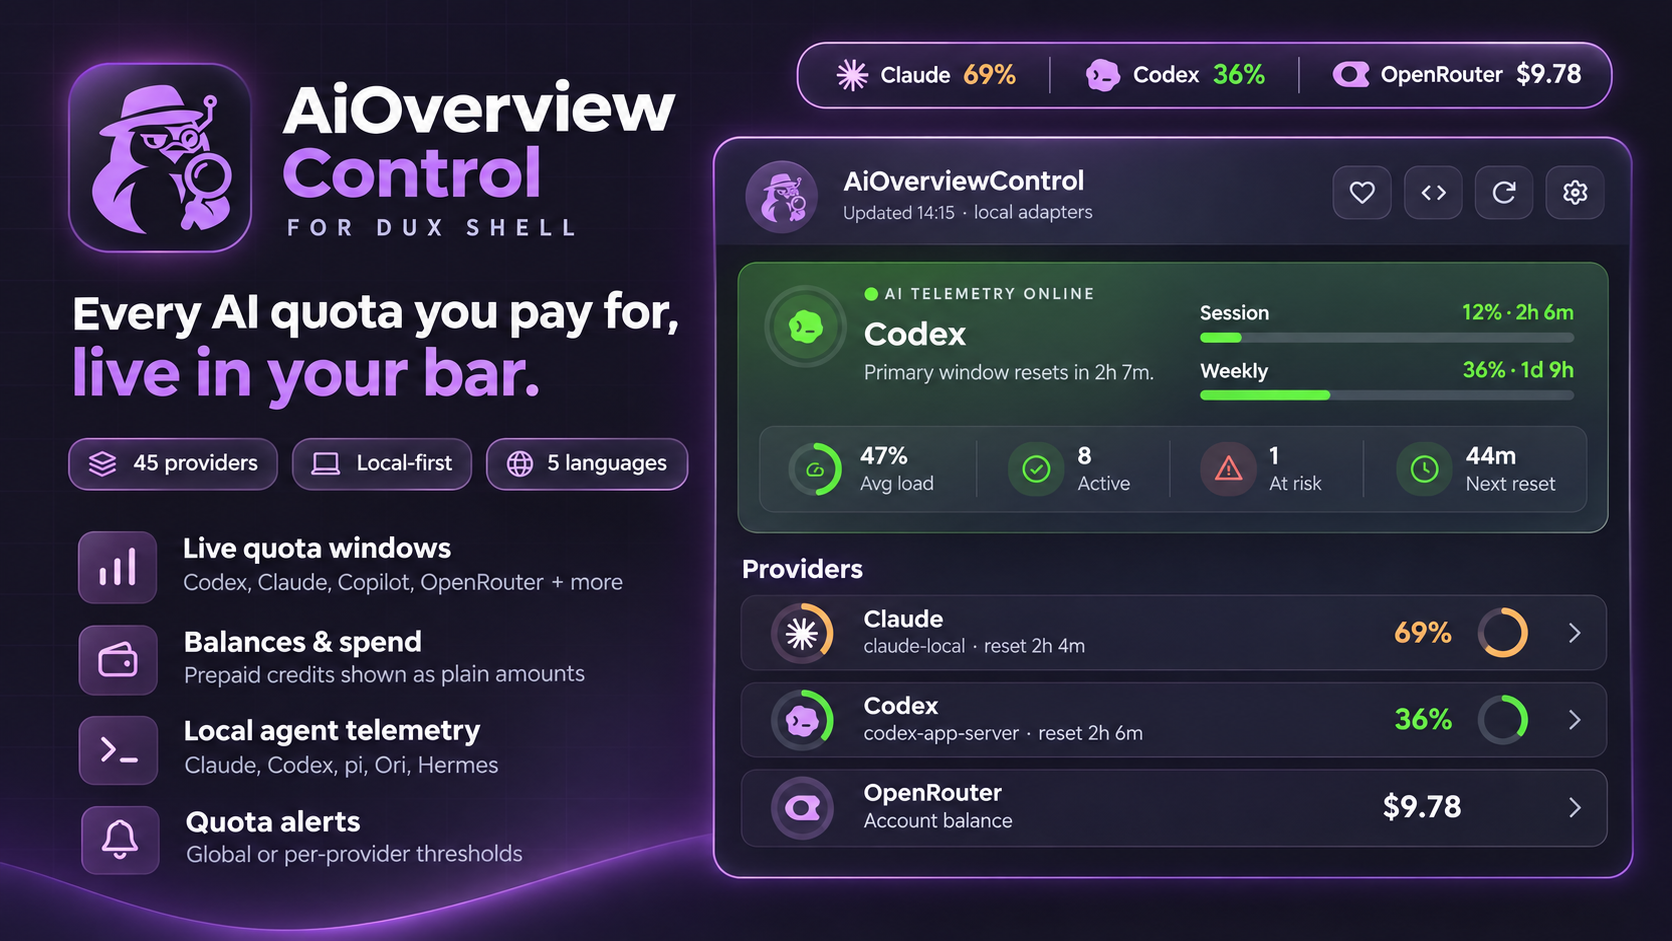 AiOverview
Control
FOR DUX SHELL
Every AI quota you pay for,
live in your bar.
45 providers
Local-first
5 languages
Live quota windows
Codex, Claude, Copilot, OpenRouter + more
Balances & spend
Prepaid credits shown as plain amounts
Local agent telemetry
Claude, Codex, pi, Ori, Hermes
Quota alerts
Global or per-provider thresholds
Claude 69%
Codex 36%
OpenRouter $9.78
AiOverviewControl
Updated 14:15 · local adapters
AI TELEMETRY ONLINE
Codex
Primary window resets in 2h 7m.
Session 12% · 2h 6m
Weekly 36% · 1d 9h
47%
Avg load
8
Active
1
At risk
44m
Next reset
Providers
Claude
claude-local · reset 2h 4m
69%
Codex
codex-app-server · reset 2h 6m
36%
OpenRouter
Account balance
$9.78